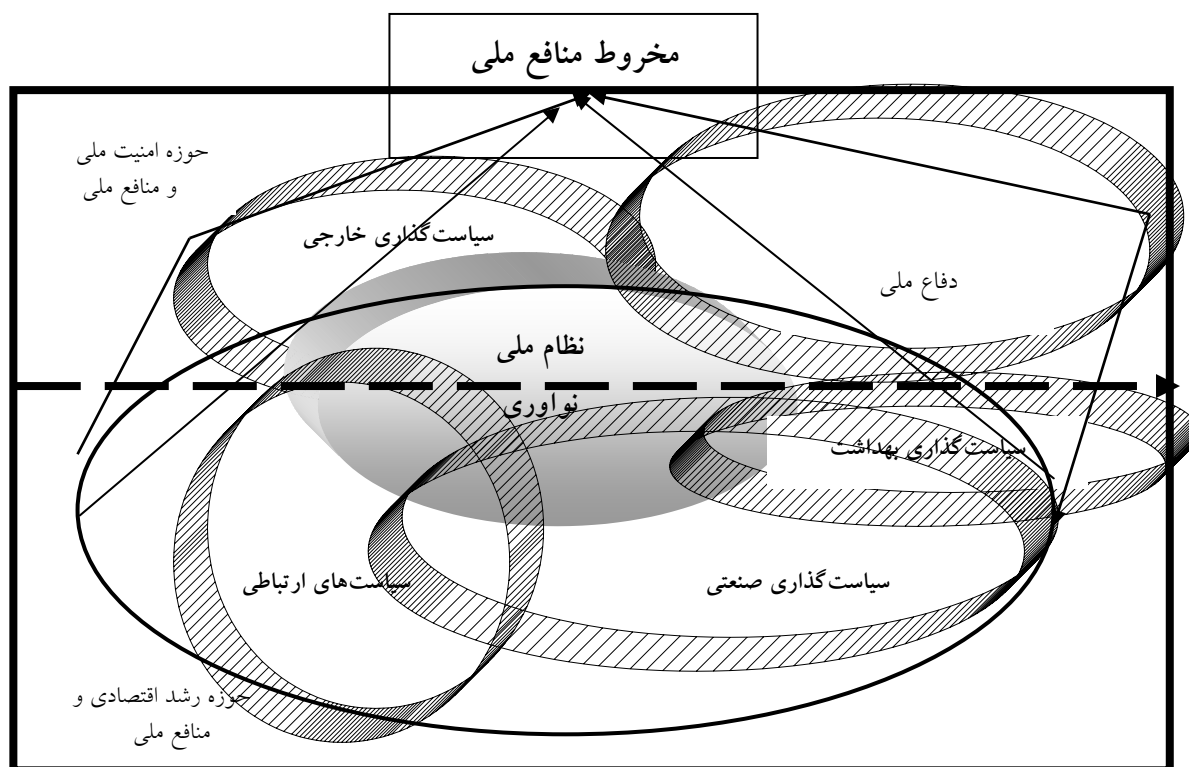 مخروط منافع ملی
حوزه امنیت ملی
و منافع ملی
سیاست‌گذاری خارجی
دفاع ملی
نظام ملی
نوآوری
سیاست‌گذاری بهداشت
سیاست‌های ارتباطی
سیاست‌گذاری صنعتی
حوزه رشد اقتصادی و
منافع ملی